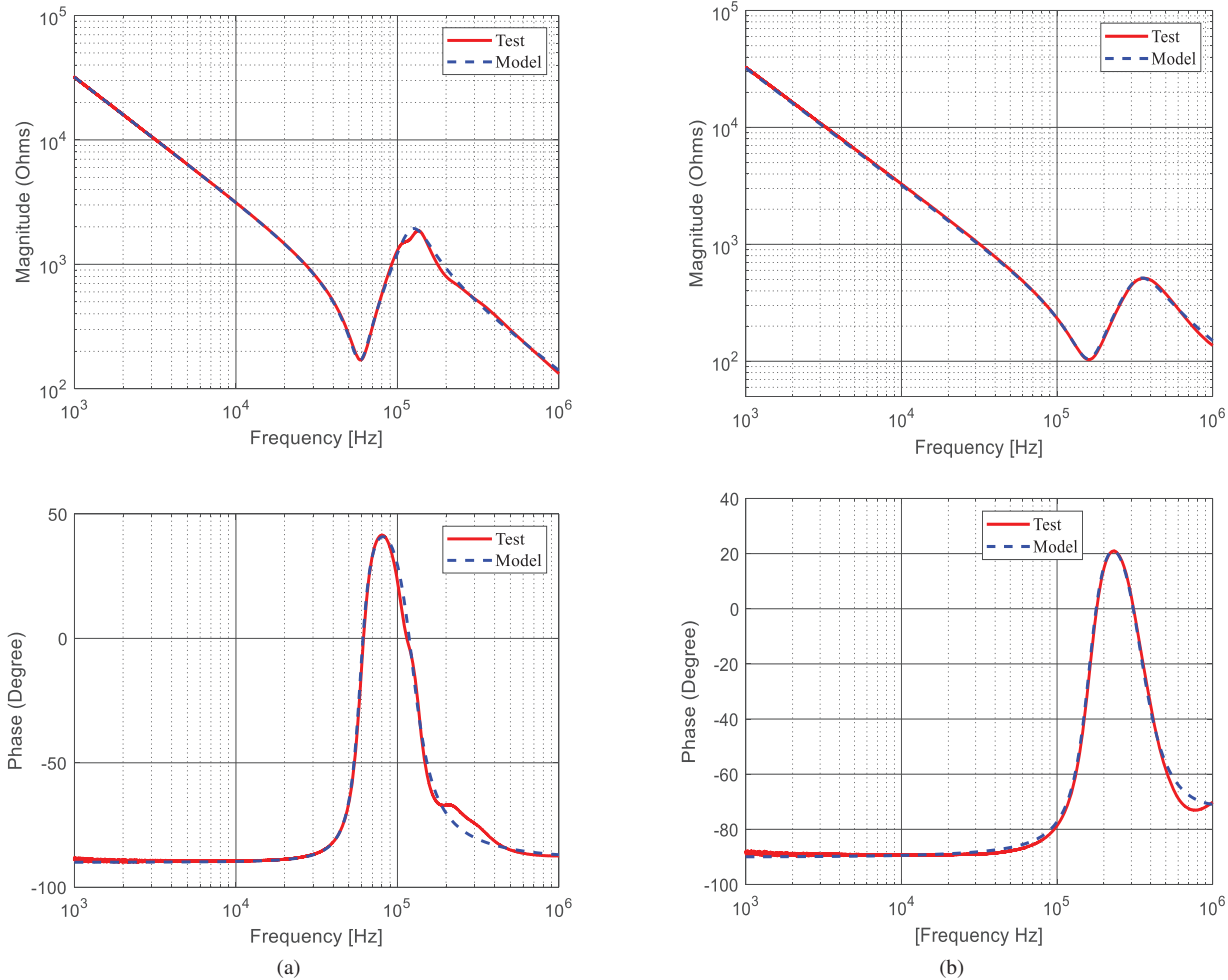 10^5
10^4
10^3
10^2
Magnitude (Ohms)
Test
Model
10^3
10^4
10^5
10^6
Frequency [Hz]
10^5
10^4
10^3
10^2
Magnitude (Ohms)
Test
Model
10^3
10^4
10^5
10^6
Frequency [Hz]
50
0
-50
-100
Phase (Degree)
Test
Model
10^3
10^4
10^5
10^6
Frequency [Hz]
(a)
40
20
0
-20
-40
-60
-80
-100
Phase (Degree)
Test
Model
10^3
10^4
10^5
10^6
[Frequency Hz]
(b)